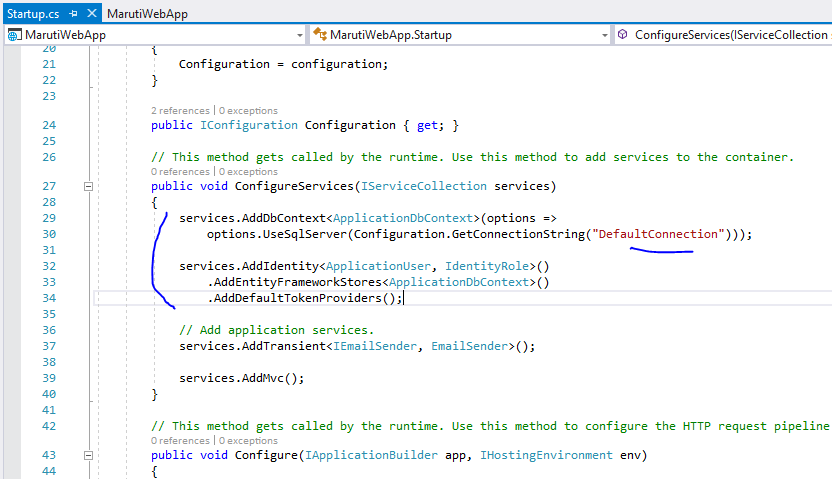 Startup.cs MarutiWebApp
MarutiWebApp MarutiWebApp.Startup ConfigureServices(IServiceCollection
20 {
21 Configuration = configuration;
22 }
23
2 references | 0 exceptions
24 public IConfiguration Configuration { get; }
25
26 // This method gets called by the runtime. Use this method to add services to the container.
0 references | 0 exceptions
27 public void ConfigureServices(IServiceCollection services)
28 {
29 services.AddDbContext<ApplicationDbContext>(options =>
30 options.UseSqlServer(Configuration.GetConnectionString("DefaultConnection")));
31
32 services.AddIdentity<ApplicationUser, IdentityRole>()
33 .AddEntityFrameworkStores<ApplicationDbContext>()
34 .AddDefaultTokenProviders();
35
36 // Add application services.
37 services.AddTransient<IEmailSender, EmailSender>();
38
39 services.AddMvc();
40 }
41
42 // This method gets called by the runtime. Use this method to configure the HTTP request pipeline
0 references | 0 exceptions
43 public void Configure(IApplicationBuilder app, IHostingEnvironment env)
44 {